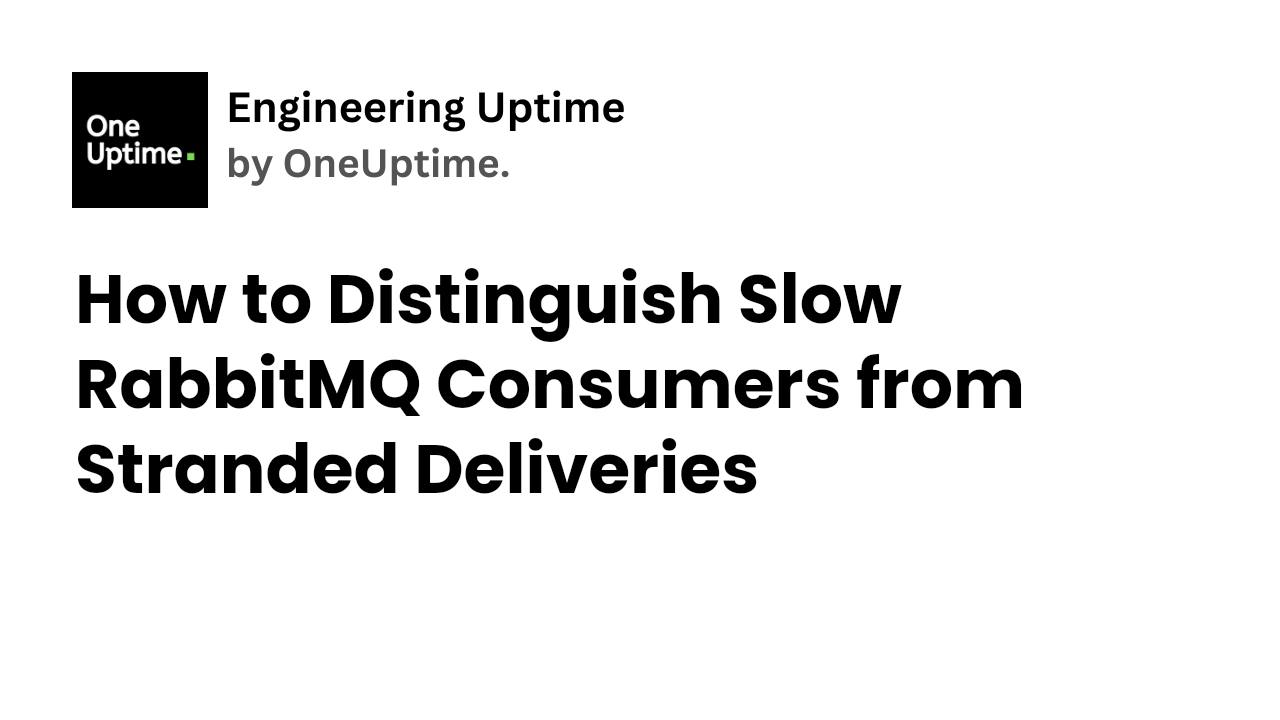 One
Uptime
Engineering Uptime
by OneUptime.
How to Distinguish Slow
RabbitMQ Consumers from
Stranded Deliveries